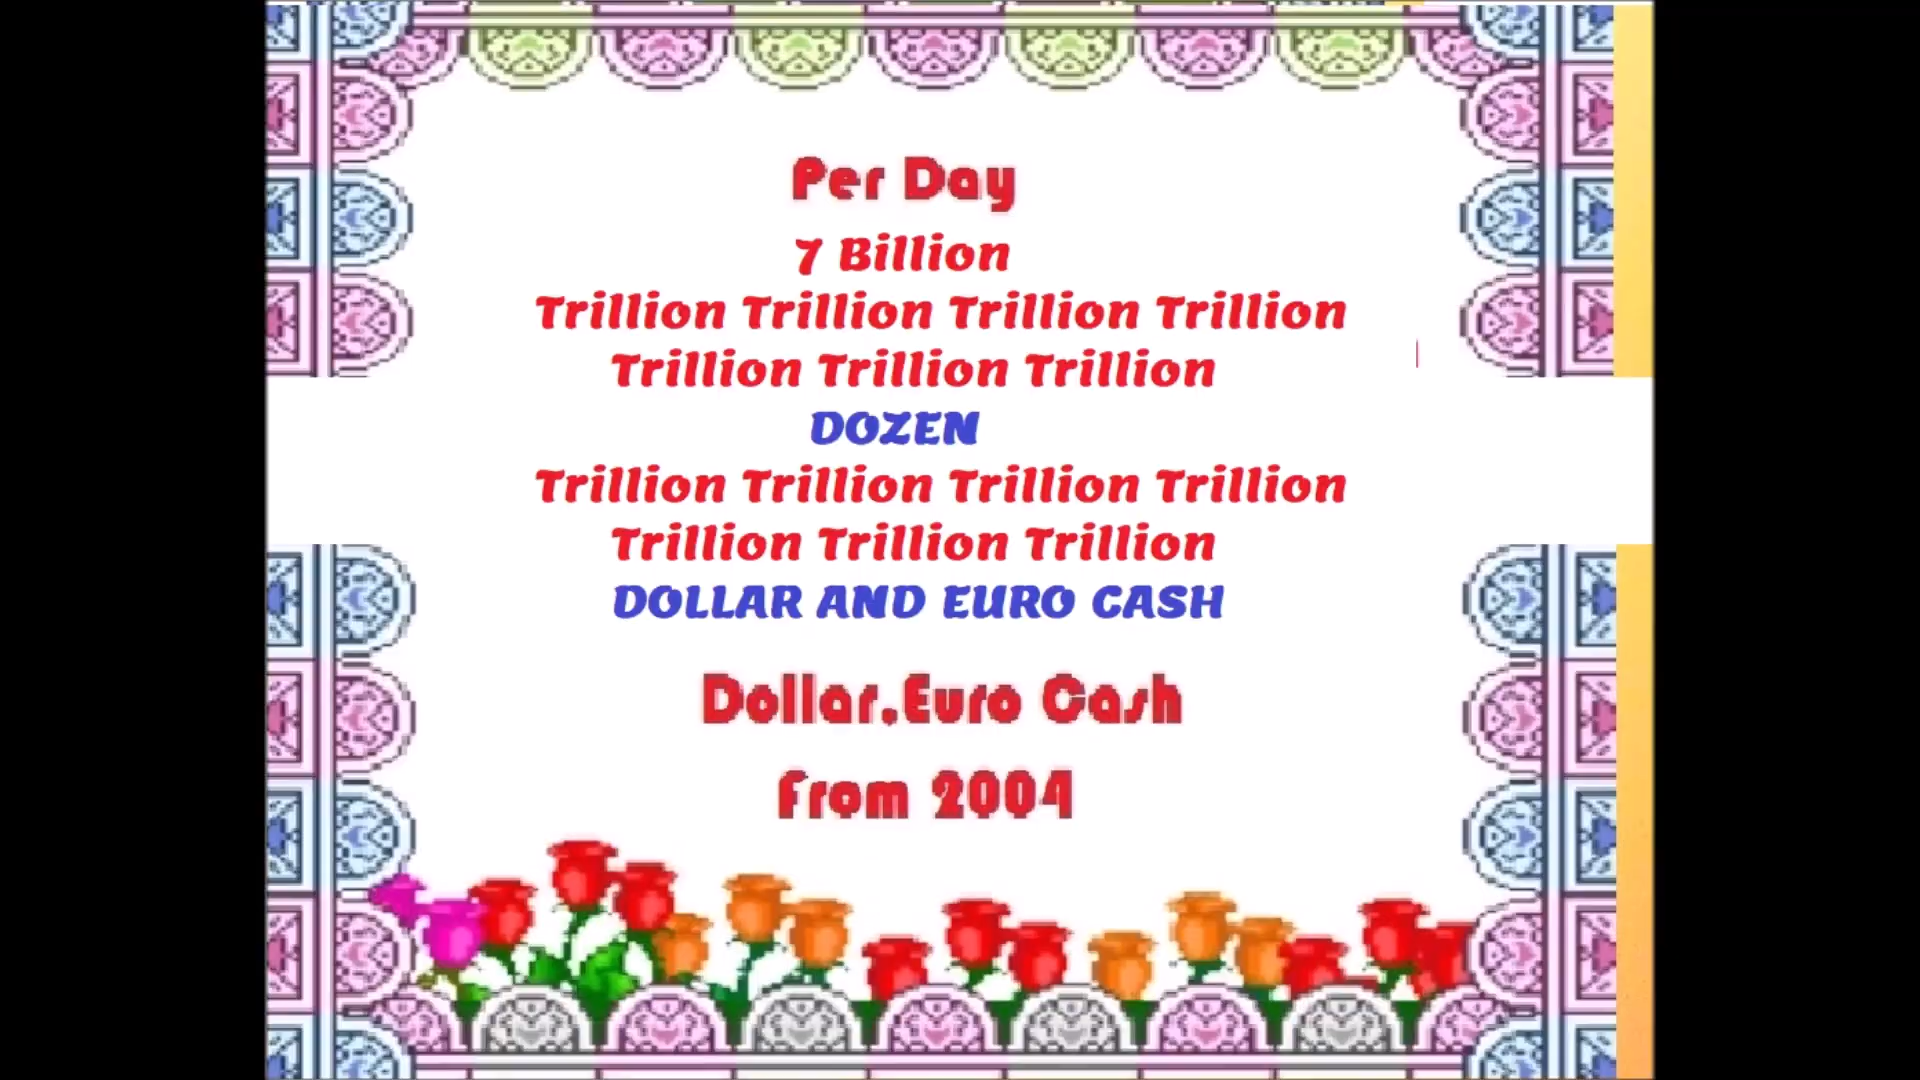 Per Day
7 Billion
Trillion Trillion Trillion Trillion
Trillion Trillion Trillion
DOZEN
Trillion Trillion Trillion Trillion
Trillion Trillion Trillion
DOLLAR AND EURO CASH
Dollar,Euro Cash
From 2004